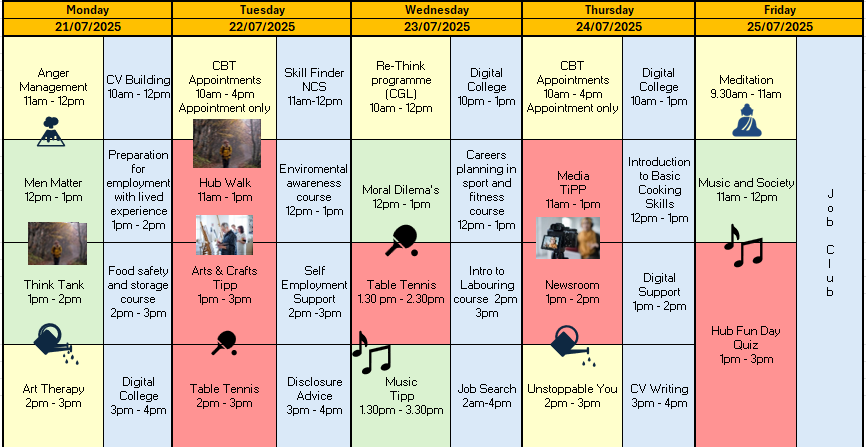 Monday
Tuesday
Wednesday
Thursday
Friday
21/07/2025
22/07/2025
23/07/2025
24/07/2025
25/07/2025
Anger
Management
11am - 12pm
CV Building
10am - 12pm
CBT
Appointments
10am - 4pm
Appointment only
Skill Finder
NCS
11am-12pm
Re-Think
programme
(CGL)
10am - 12pm
Digital
College
10pm - 1pm
CBT
Appointments
10am - 4pm
Appointment only
Digital
College
10am - 1pm
Meditation
9.30am - 11am
Job Club
Men Matter
12pm - 1pm
Preparation
for
employment
with lived
experience
1pm - 2pm
Hub Walk
11am - 1pm
Enviromental
awareness
course
12pm - 1pm
Moral Dilema's
12pm - 1pm
Careers
planning in
sport and
fitness
course
12pm - 1pm
Media
TiPP
11am - 1pm
Introduction
to Basic
Cooking
Skills
12pm - 1pm
Music and Society
11am - 12pm
Think Tank
1pm - 2pm
Food safety
and storage
course
2pm - 3pm
Arts & Crafts
Tipp
1pm - 3pm
Self
Employment
Support
2pm -3pm
Table Tennis
1.30 pm - 2.30pm
Intro to
Labouring
course 2pm
3pm
Newsroom
1pm - 2pm
Digital
Support
1pm - 2pm
Hub Fun Day
Quiz
1pm - 3pm
Art Therapy
2pm - 3pm
Digital
College
3pm - 4pm
Table Tennis
2pm - 3pm
Disclosure
Advice
3pm - 4pm
Music
Tipp
1.30pm - 3.30pm
Job Search
2am-4pm
Unstoppable You
2pm - 3pm
CV Writing
3pm - 4pm